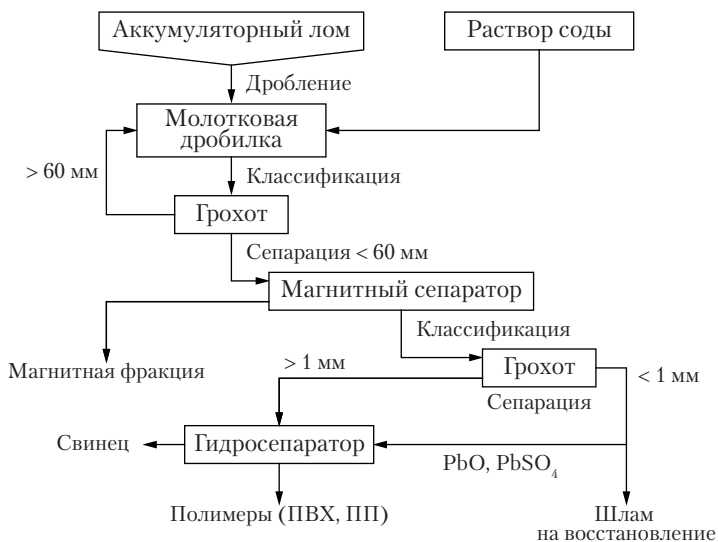 Аккумуляторный лом
Раствор соды
Дробление
Молотковая
дробилка
> 60 мм
Классификация
Грохот
Сепарация < 60 мм
Магнитный сепаратор
Классификация
Магнитная фракция
> 1 мм
Грохот
< 1 мм
Сепарация
Свинец
Гидросепаратор
PbO, PbSO₄
Полимеры (ПВХ, ПП)
Шлам
на восстановление